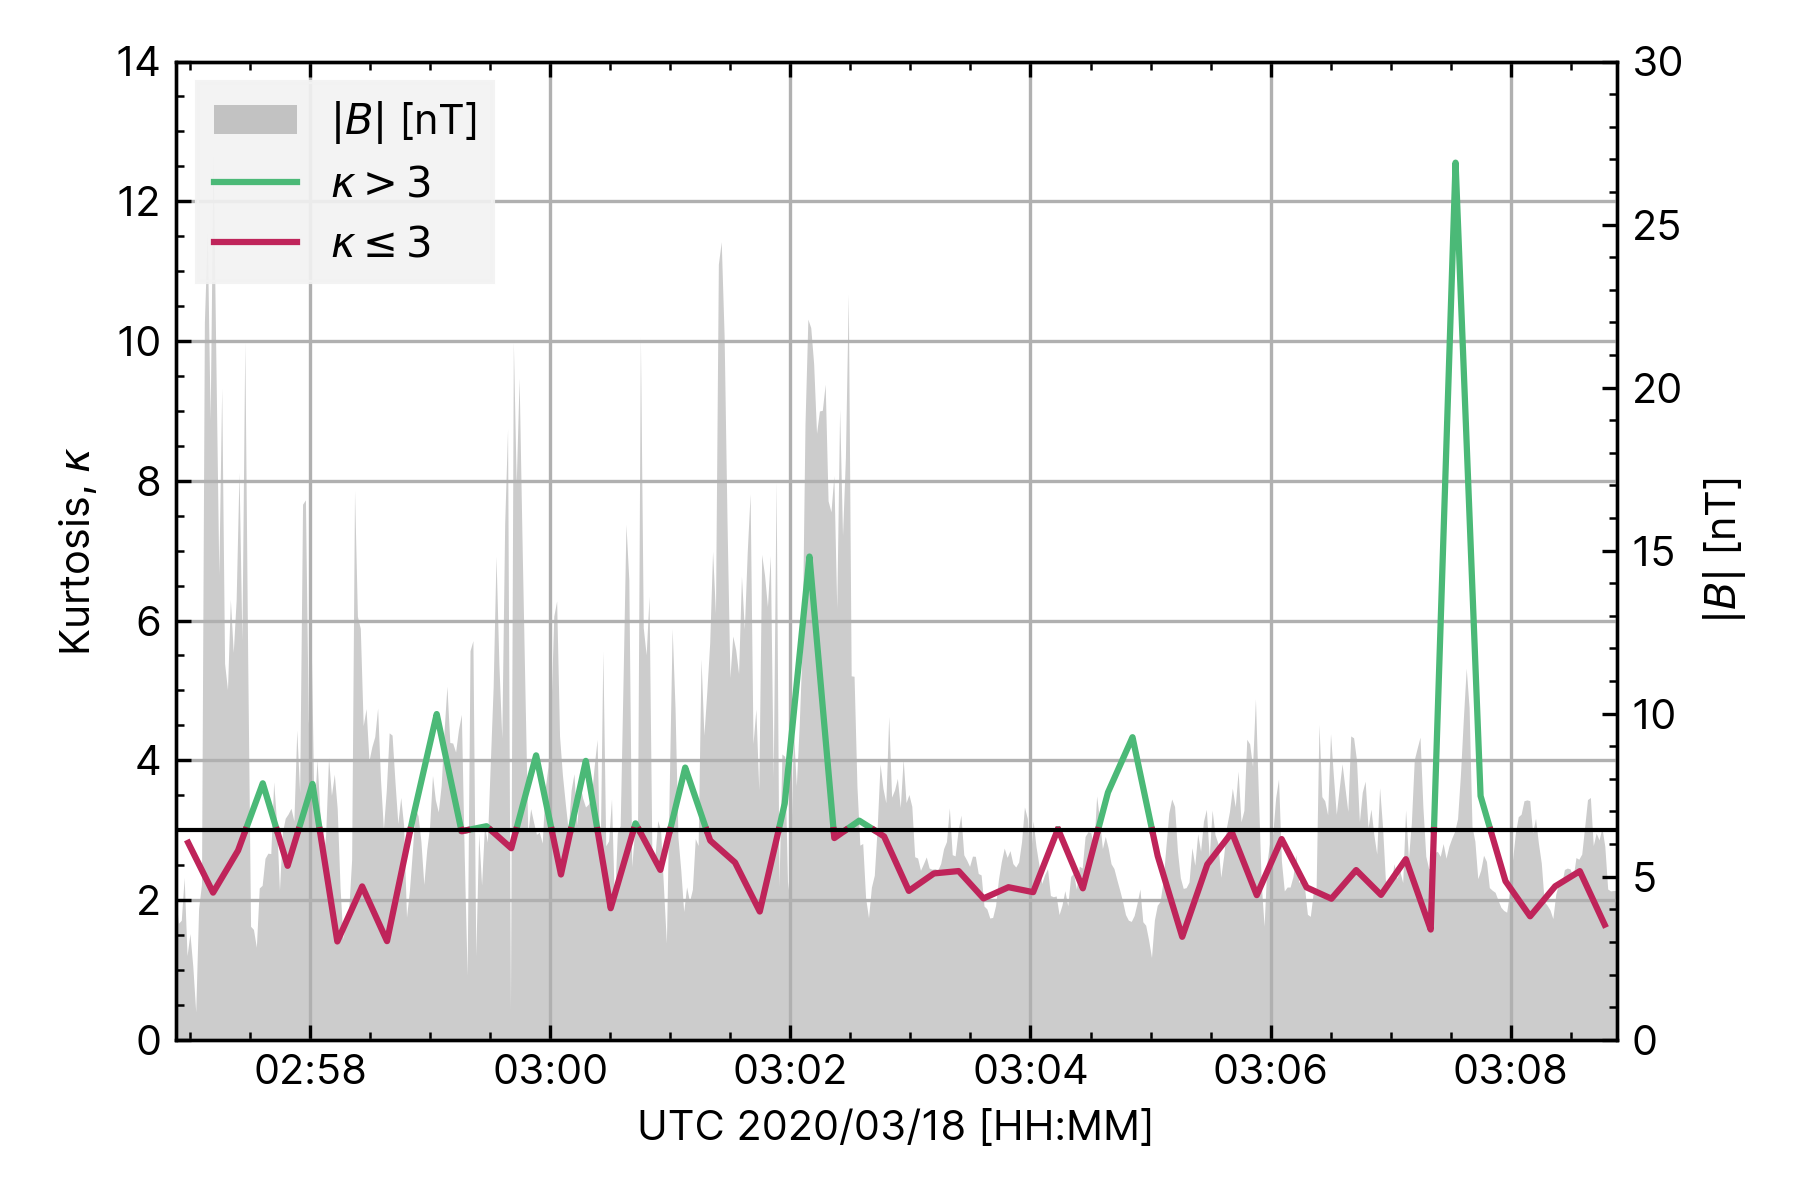 14
12
10
8
6
4
2
0
Kurtosis, κ
|B| [nT]
κ > 3
κ ≤ 3
30
25
20
15
10
5
0
|B| [nT]
02:58 03:00 03:02 03:04 03:06 03:08
UTC 2020/03/18 [HH:MM]